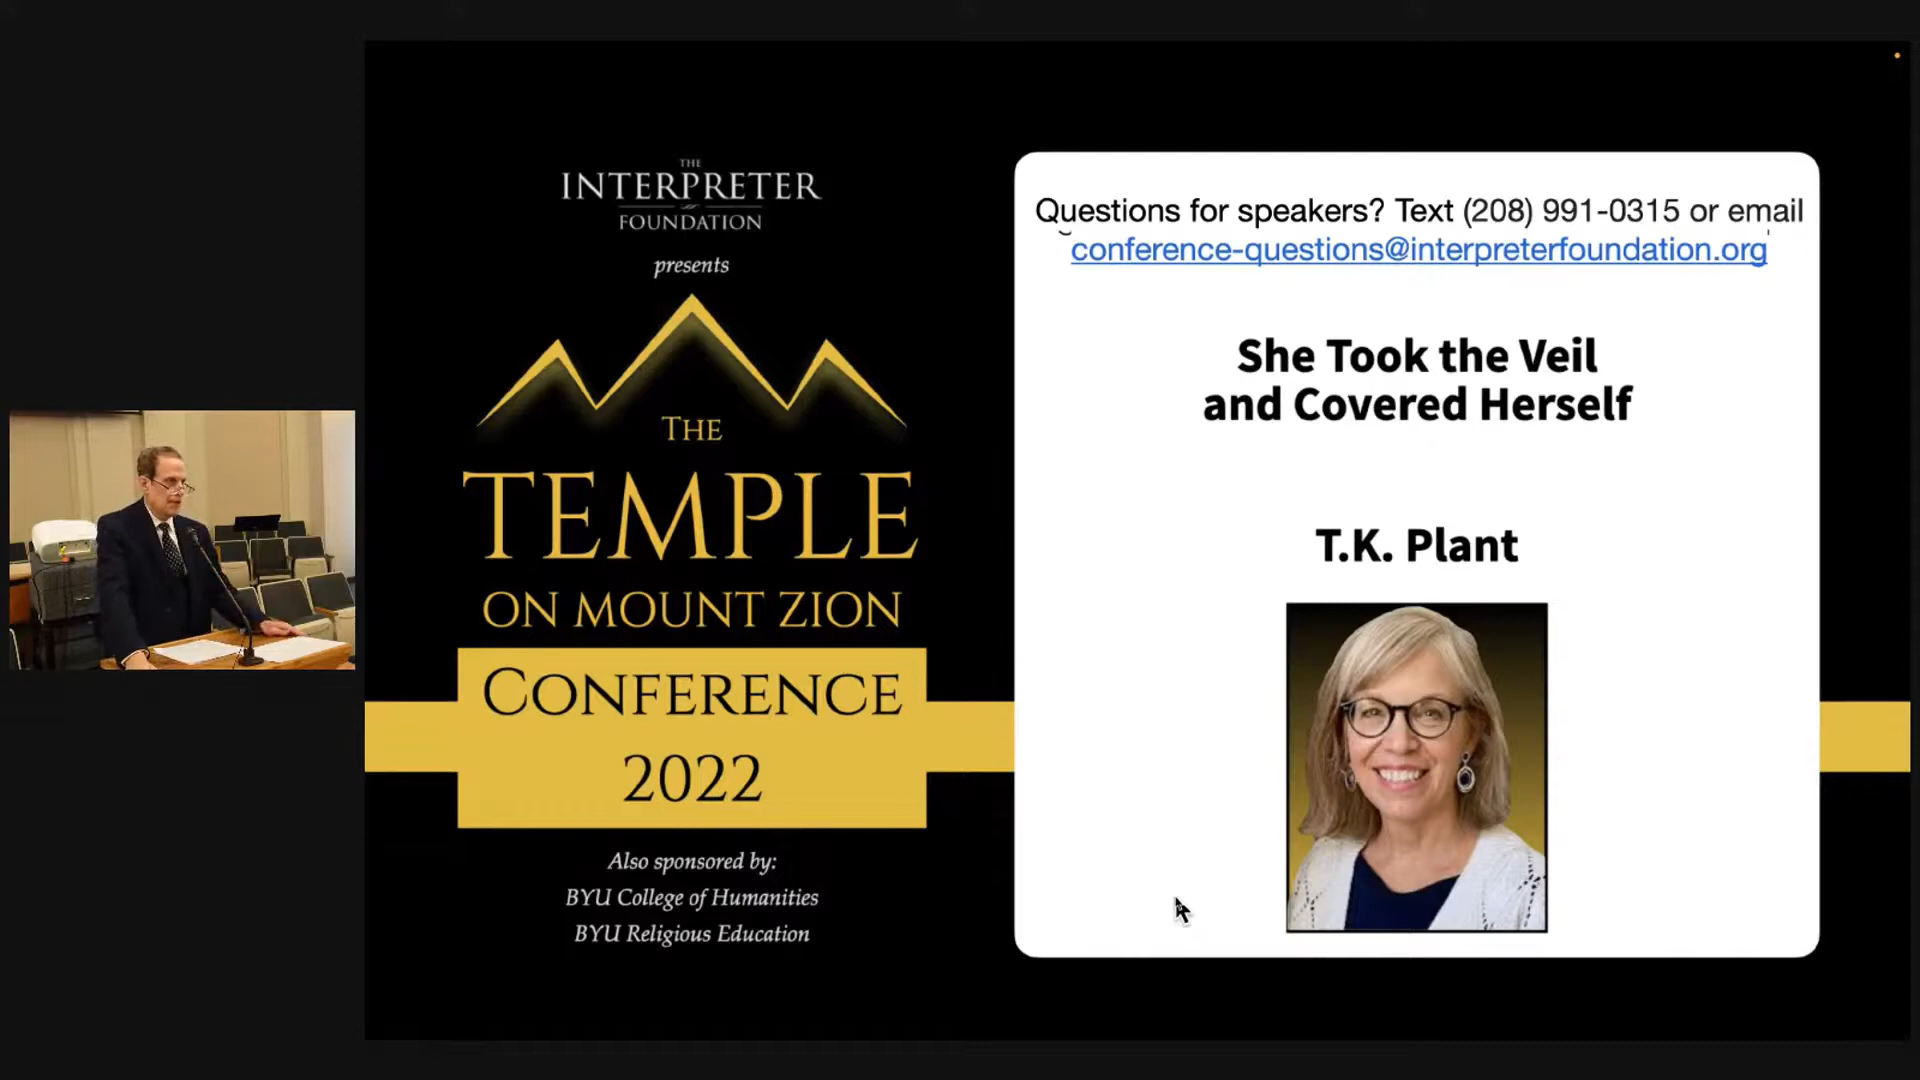 THE
INTERPRETER
FOUNDATION
presents
THE
TEMPLE
ON MOUNT ZION
CONFERENCE
2022
Also sponsored by:
BYU College of Humanities
BYU Religious Education
Questions for speakers? Text (208) 991-0315 or email
conference-questions@interpreterfoundation.org
She Took the Veil
and Covered Herself
T.K. Plant